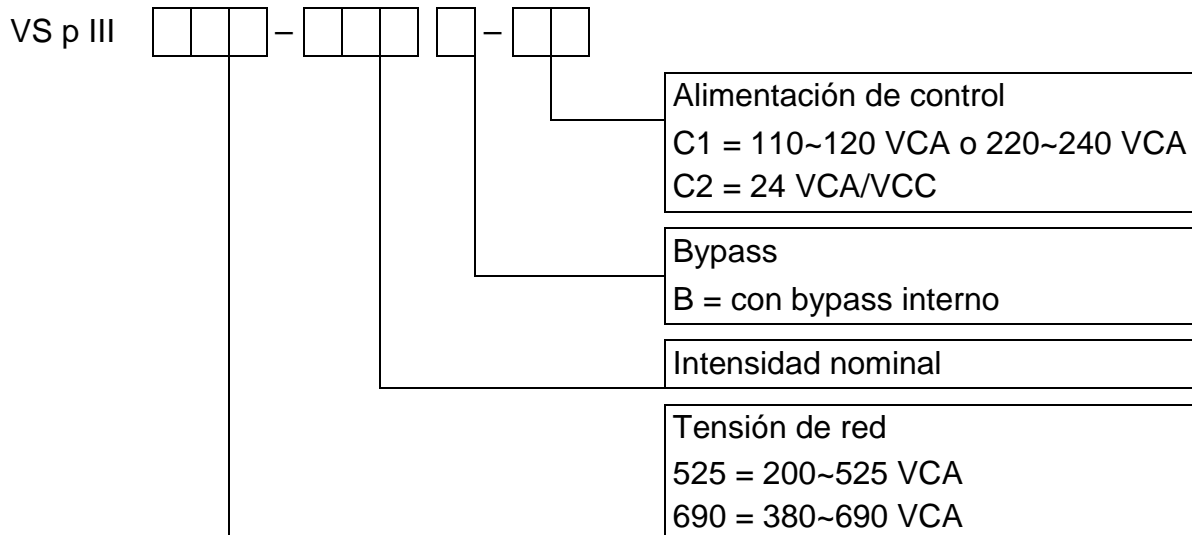 VS p III – –
Alimentación de control
C1 = 110~120 VCA o 220~240 VCA
C2 = 24 VCA/VCC
Bypass
B = con bypass interno
Intensidad nominal
Tensión de red
525 = 200~525 VCA
690 = 380~690 VCA